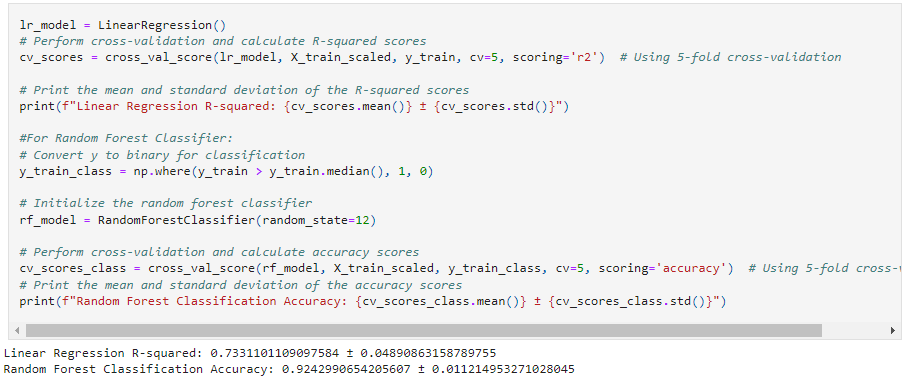 lr_model = LinearRegression()
# Perform cross-validation and calculate R-squared scores
cv_scores = cross_val_score(lr_model, X_train_scaled, y_train, cv=5, scoring='r2')  # Using 5-fold cross-validation
# Print the mean and standard deviation of the R-squared scores
print(f"Linear Regression R-squared: {cv_scores.mean()} ± {cv_scores.std()}")
#For Random Forest Classifier:
# Convert y to binary for classification
y_train_class = np.where(y_train > y_train.median(), 1, 0)
# Initialize the random forest classifier
rf_model = RandomForestClassifier(random_state=12)
# Perform cross-validation and calculate accuracy scores
cv_scores_class = cross_val_score(rf_model, X_train_scaled, y_train_class, cv=5, scoring='accuracy')  # Using 5-fold cross-v
# Print the mean and standard deviation of the accuracy scores
print(f"Random Forest Classification Accuracy: {cv_scores_class.mean()} ± {cv_scores_class.std()}")
Linear Regression R-squared: 0.7331101109097584 ± 0.04890863158789755
Random Forest Classification Accuracy: 0.9242990654205607 ± 0.011214953271028045